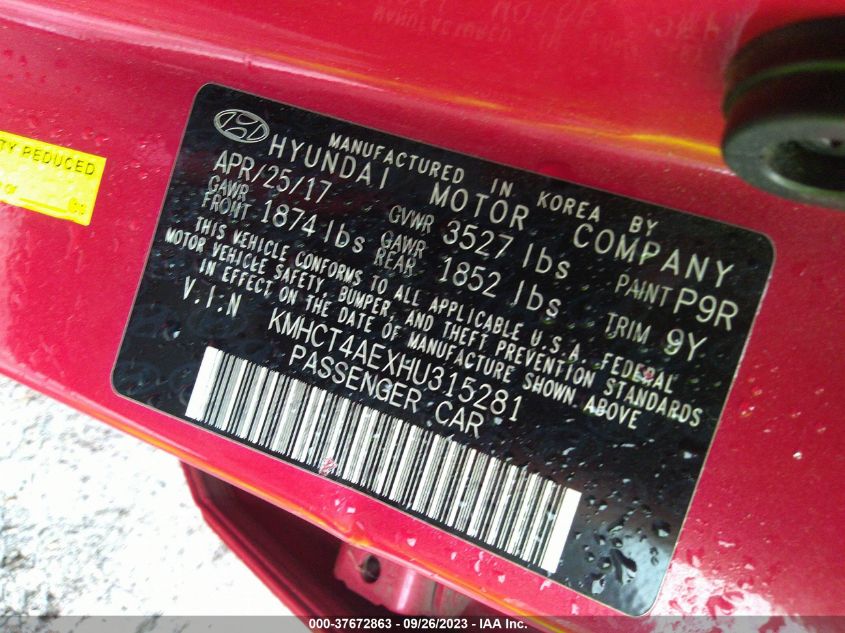 MANUFACTURED IN KOREA BY
HYUNDAI MOTOR COMPANY
APR/25/17 GVWR 3527 lbs PAINT P9R
GAWR FRONT 1874 lbs GAWR REAR 1852 lbs TRIM 9Y
THIS VEHICLE CONFORMS TO ALL APPLICABLE U.S.A. FEDERAL
MOTOR VEHICLE SAFETY, BUMPER, AND THEFT PREVENTION STANDARDS
IN EFFECT ON THE DATE OF MANUFACTURE SHOWN ABOVE
V.I.N KMHCT4AEXHU315281
PASSENGER CAR
TY REDUCED
000-37672863 - 09/26/2023 - IAA Inc.